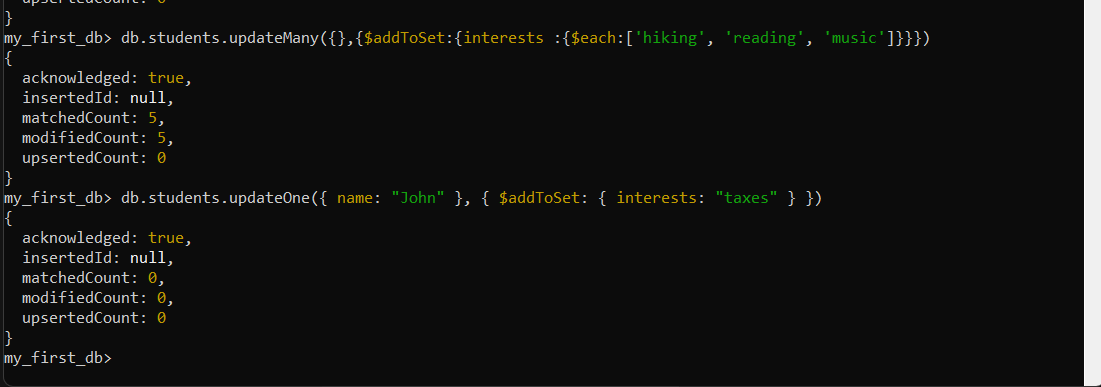 upsertedCount: 0
}
my_first_db> db.students.updateMany({},{$addToSet:{interests :{$each:['hiking', 'reading', 'music']}}})
{
  acknowledged: true,
  insertedId: null,
  matchedCount: 5,
  modifiedCount: 5,
  upsertedCount: 0
}
my_first_db> db.students.updateOne({ name: "John" }, { $addToSet: { interests: "taxes" } })
{
  acknowledged: true,
  insertedId: null,
  matchedCount: 0,
  modifiedCount: 0,
  upsertedCount: 0
}
my_first_db>